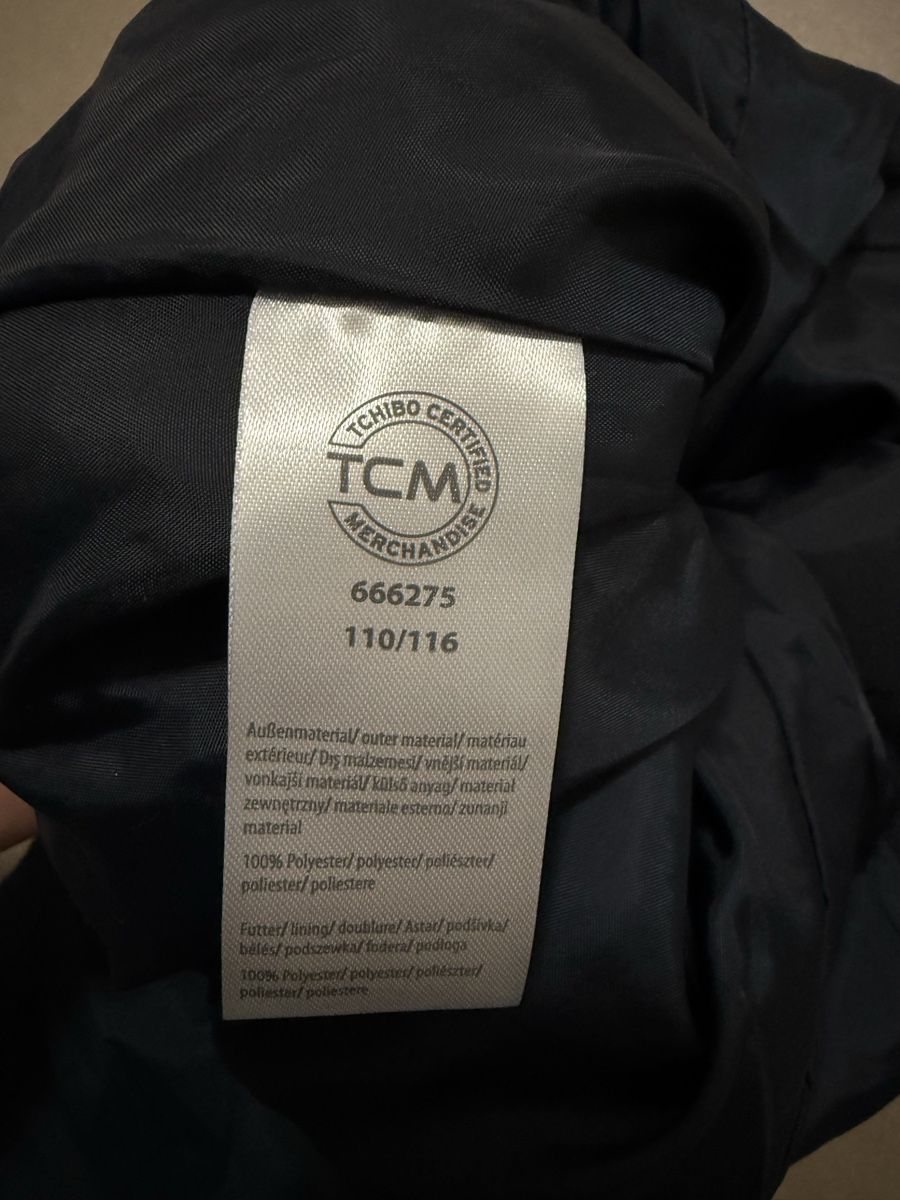 TCHIBO CERTIFIED
TCM
MERCHANDISE
666275
110/116
Außenmaterial/ outer material/ matériau
extérieur/ Dış malzemesi/ vnější materiál/
vonkajší materiál/ külső anyag/ materiał
zewnętrzny/ materiale esterno/ zunanji
material
100% Polyester/ polyester/ poliészter/
poliester/ poliestere
Futter/ lining/ doublure/ Astar/ podšívka/
bélés/ podszewka/ fodera/ podloga
100% Polyester/ polyester/ poliészter/
poliester/ poliestere